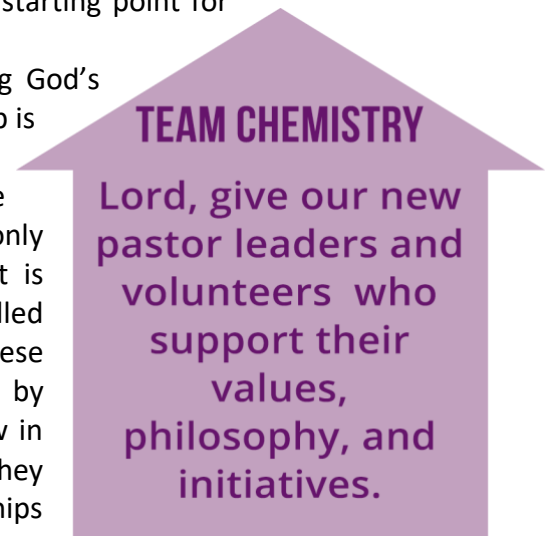 starting point for
g God's
is
TEAM CHEMISTRY
Lord, give our new
only
pastor leaders and
t is
volunteers who
lled
support their
ese
values,
by
philosophy, and
in
hey
initiatives.
hips